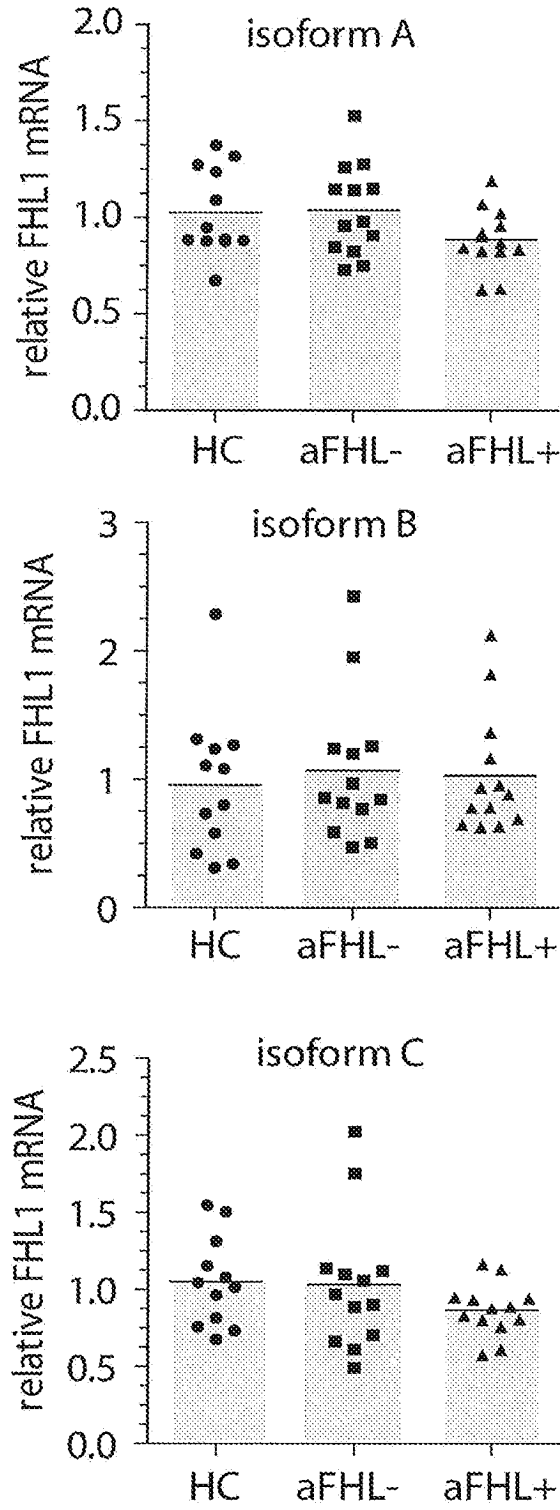 isoform A
relative FHL1 mRNA
2.0
1.5
1.0
0.5
0.0
HC aFHL- aFHL+
isoform B
relative FHL1 mRNA
3
2
1
0
HC aFHL- aFHL+
isoform C
relative FHL1 mRNA
2.5
2.0
1.5
1.0
0.5
0.0
HC aFHL- aFHL+